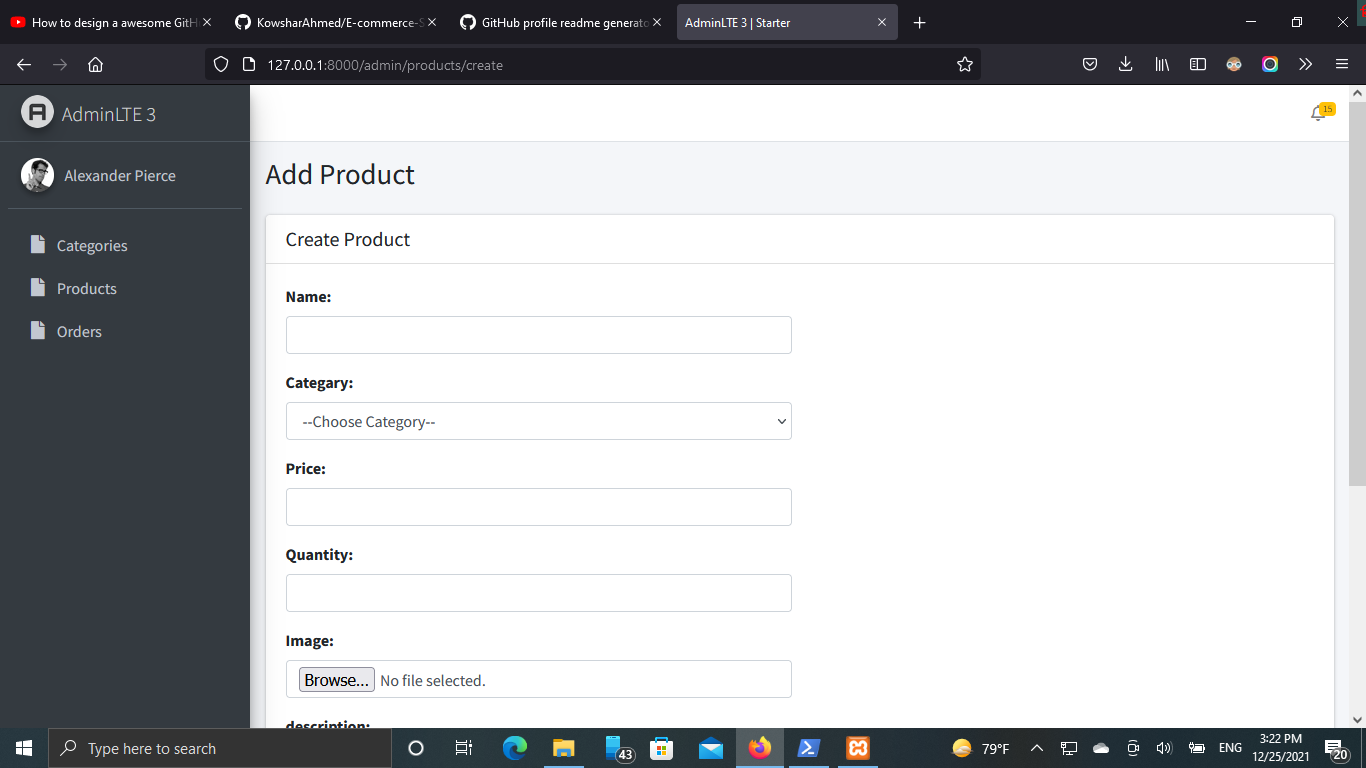 How to design a awesome GitH
KowsharAhmed/E-commerce-S
GitHub profile readme generato
AdminLTE 3 | Starter
127.0.0.1:8000/admin/products/create
AdminLTE 3
15
Alexander Pierce
Add Product
Categories
Products
Orders
Create Product
Name:
Categary:
--Choose Category--
Price:
Quantity:
Image:
Browse... No file selected.
description:
Type here to search
43
79°F
ENG
3:22 PM
12/25/2021
20